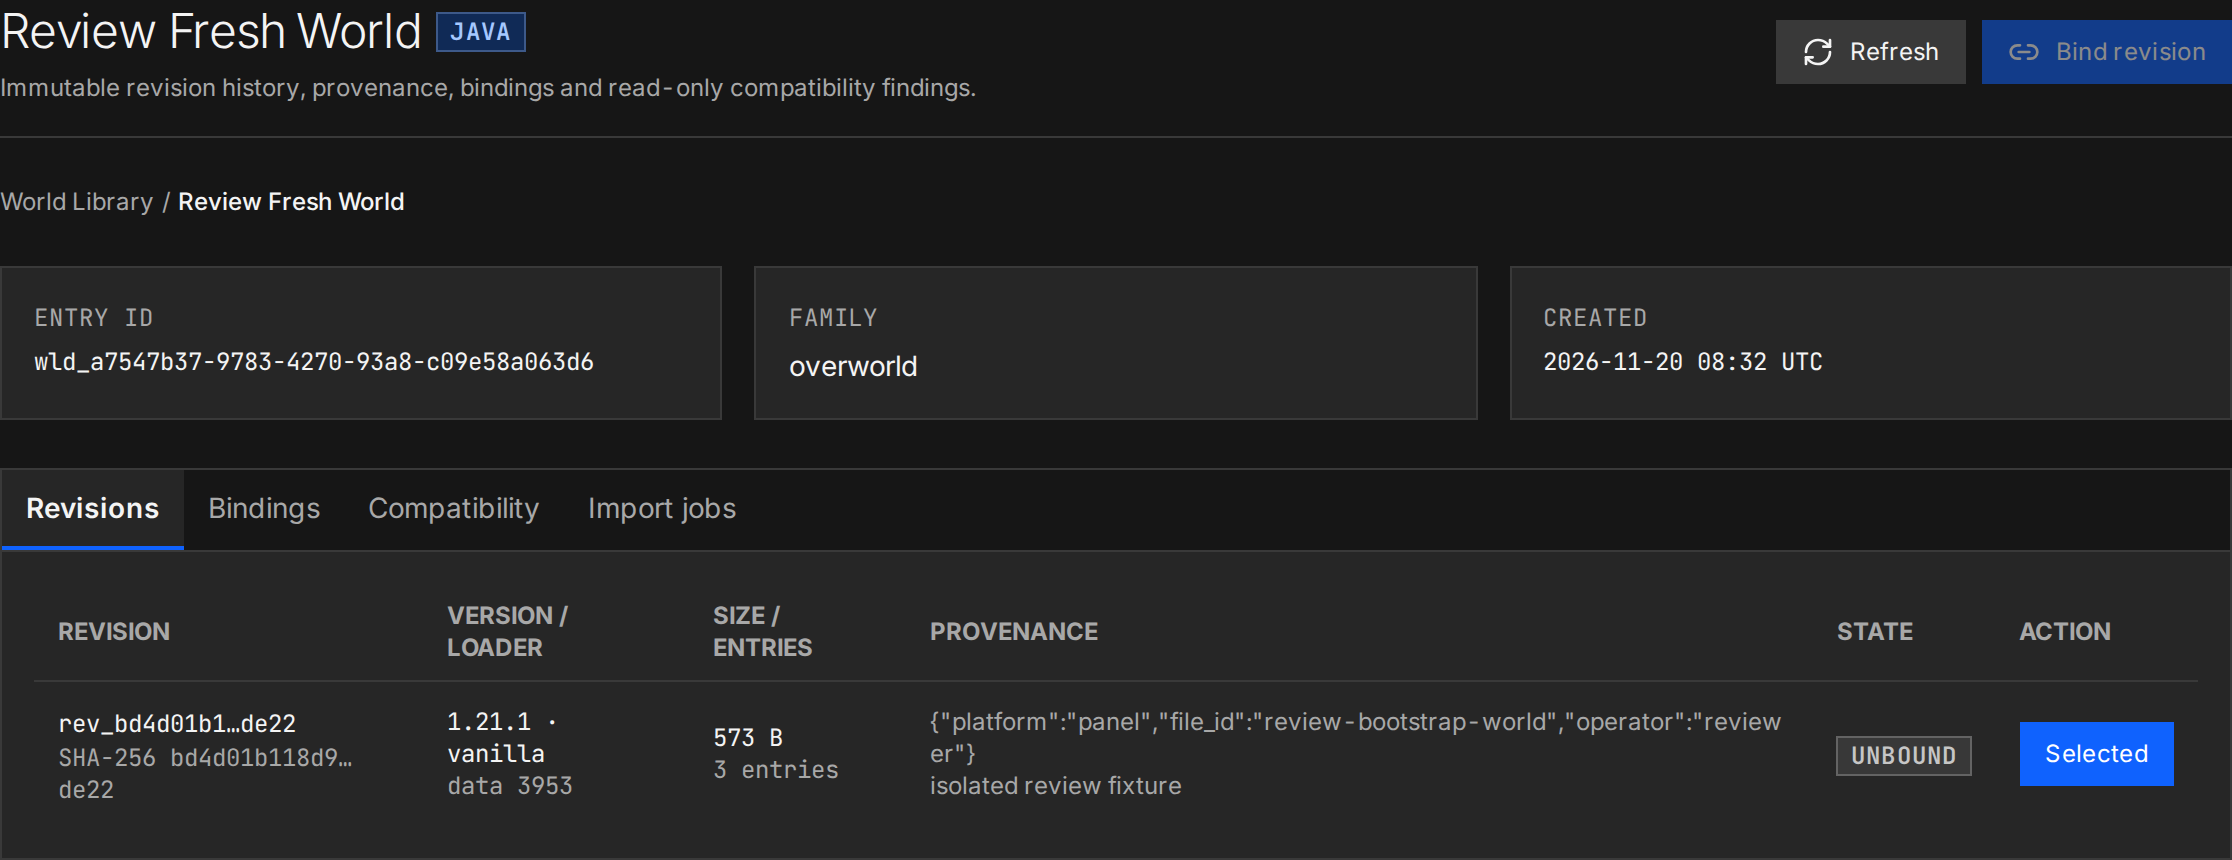 Review Fresh World JAVA
Refresh
Bind revision
Immutable revision history, provenance, bindings and read-only compatibility findings.
World Library / Review Fresh World
ENTRY ID
wld_a7547b37-9783-4270-93a8-c09e58a063d6
FAMILY
overworld
CREATED
2026-11-20 08:32 UTC
Revisions Bindings Compatibility Import jobs
REVISION
VERSION /
LOADER
SIZE /
ENTRIES
PROVENANCE
STATE
ACTION
rev_bd4d01b1…de22
SHA-256 bd4d01b118d9…
de22
1.21.1 ·
vanilla
data 3953
573 B
3 entries
{"platform":"panel","file_id":"review-bootstrap-world","operator":"review
er"}
isolated review fixture
UNBOUND
Selected